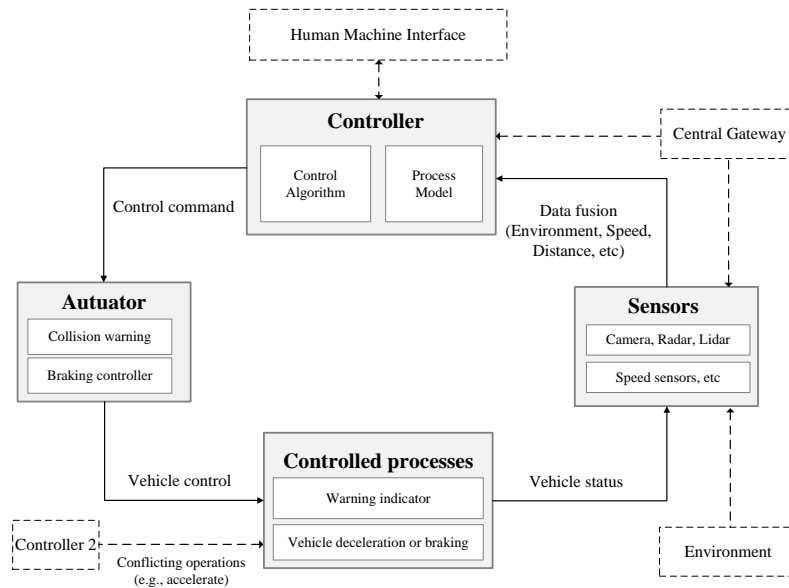 Human Machine Interface
Controller
Control
Algorithm
Process
Model
Central Gateway
Control command
Data fusion
(Environment, Speed,
Distance, etc)
Autuator
Collision warning
Braking controller
Sensors
Camera, Radar, Lidar
Speed sensors, etc
Vehicle control
Controlled processes
Warning indicator
Vehicle deceleration or braking
Vehicle status
Controller 2
Conflicting operations
(e.g., accelerate)
Environment